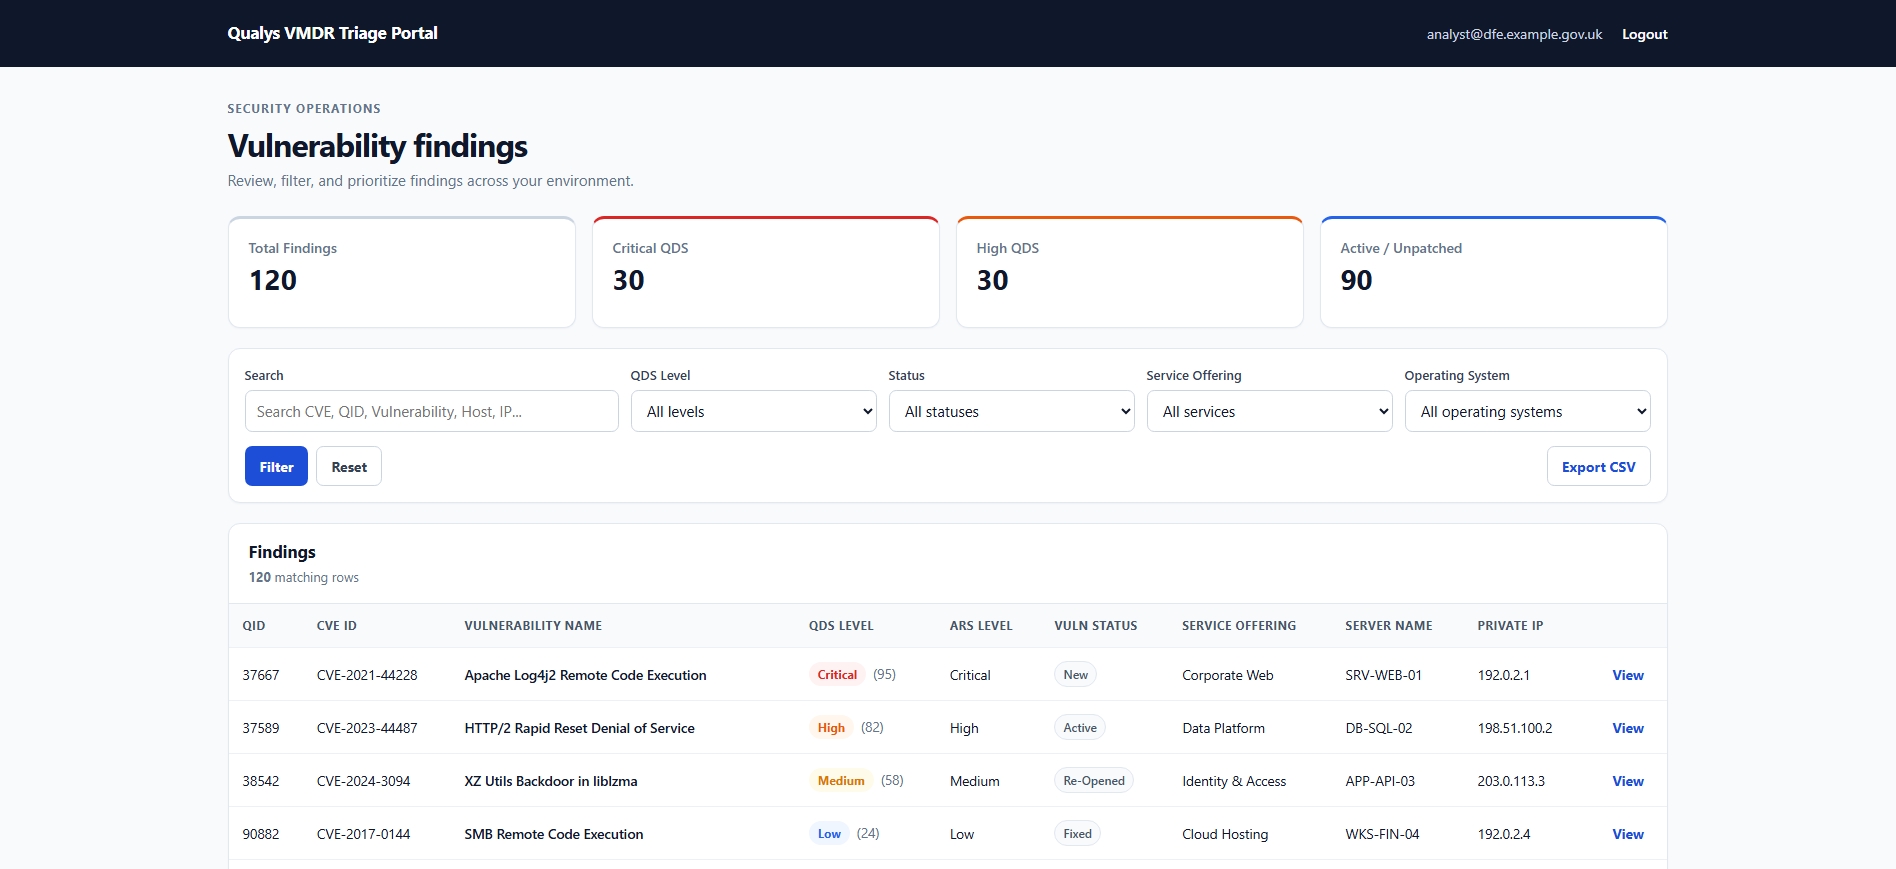 Qualys VMDR Triage Portal
analyst@dfe.example.gov.uk Logout
SECURITY OPERATIONS
Vulnerability findings
Review, filter, and prioritize findings across your environment.
Total Findings
120
Critical QDS
30
High QDS
30
Active / Unpatched
90
Search
Search CVE, QID, Vulnerability, Host, IP...
QDS Level
All levels
Status
All statuses
Service Offering
All services
Operating System
All operating systems
Filter Reset Export CSV
Findings
120 matching rows
QID CVE ID VULNERABILITY NAME QDS LEVEL ARS LEVEL VULN STATUS SERVICE OFFERING SERVER NAME PRIVATE IP
37667 CVE-2021-44228 Apache Log4j2 Remote Code Execution Critical (95) Critical New Corporate Web SRV-WEB-01 192.0.2.1 View
37589 CVE-2023-44487 HTTP/2 Rapid Reset Denial of Service High (82) High Active Data Platform DB-SQL-02 198.51.100.2 View
38542 CVE-2024-3094 XZ Utils Backdoor in liblzma Medium (58) Medium Re-Opened Identity & Access APP-API-03 203.0.113.3 View
90882 CVE-2017-0144 SMB Remote Code Execution Low (24) Low Fixed Cloud Hosting WKS-FIN-04 192.0.2.4 View